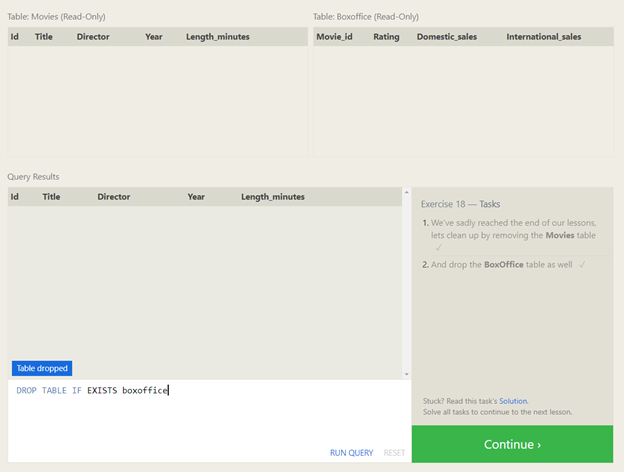 Table: Movies (Read-Only)
Table: Boxoffice (Read-Only)
Id Title Director Year Length_minutes
Movie_id Rating Domestic_sales International_sales
Query Results
Id Title Director Year Length_minutes
Table dropped
DROP TABLE IF EXISTS boxoffice
RUN QUERY RESET
Exercise 18 — Tasks
1. We've sadly reached the end of our lessons,
lets clean up by removing the Movies table
✓
2. And drop the BoxOffice table as well ✓
Stuck? Read this task's Solution.
Solve all tasks to continue to the next lesson.
Continue ›